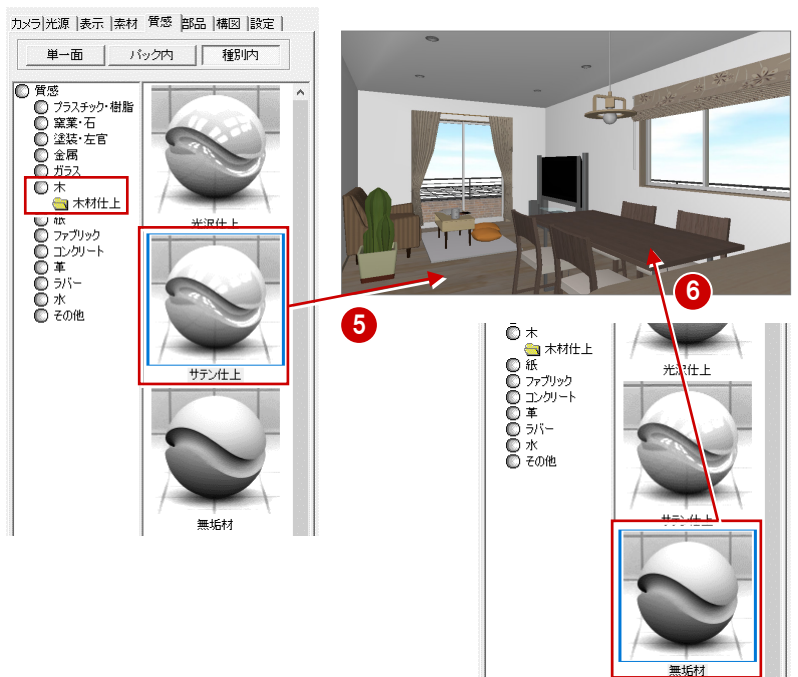 カメラ 光源 表示 素材 質感 部品 構図 設定
単一面 パック内 種別内
質感
プラスチック・樹脂
窯業・石
塗装・左官
金属
ガラス
木
木材仕上
紙
ファブリック
コンクリート
革
ラバー
水
その他
光沢仕上
サテン仕上
無垢材
5
6
木
木材仕上
紙
ファブリック
コンクリート
革
ラバー
水
その他
光沢仕上
サテン仕上
無垢材